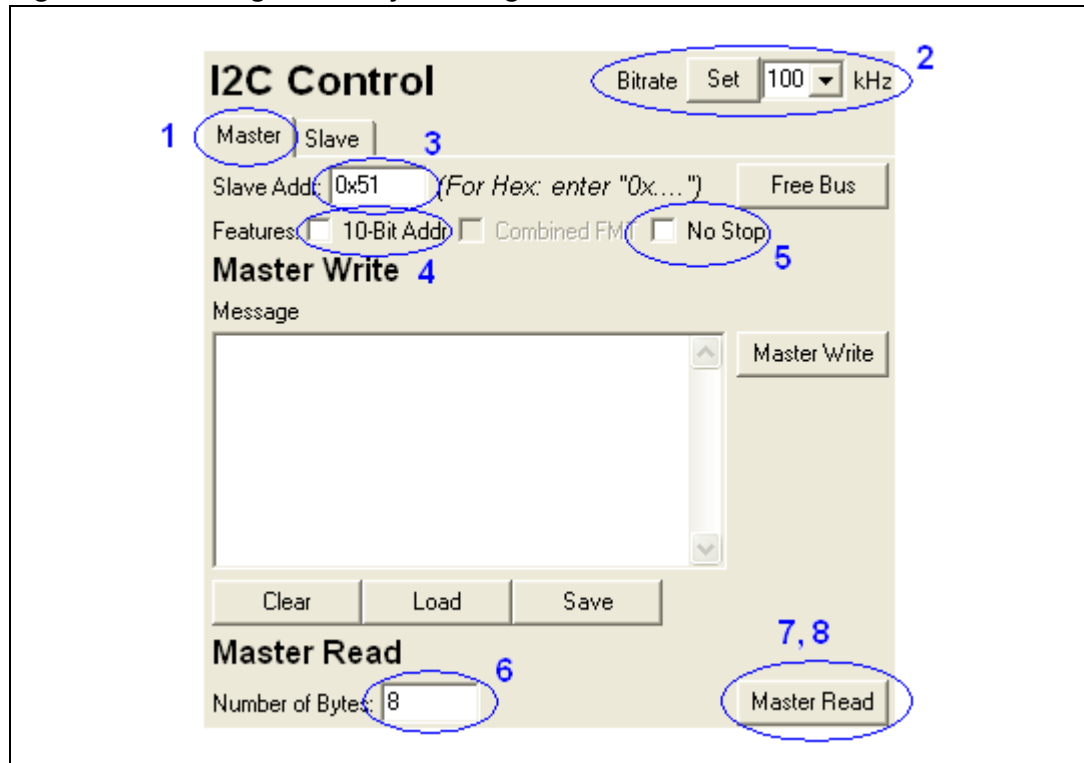 I2C Control
Bitrate Set 100 kHz 2
1 Master Slave 3
Slave Addr: 0x51 (For Hex: enter "0x....") Free Bus
Features: 10-Bit Addr Combined FMT No Stop
Master Write 4 5
Message
Master Write
Clear Load Save
Master Read 6 7, 8
Number of Bytes: 8 Master Read